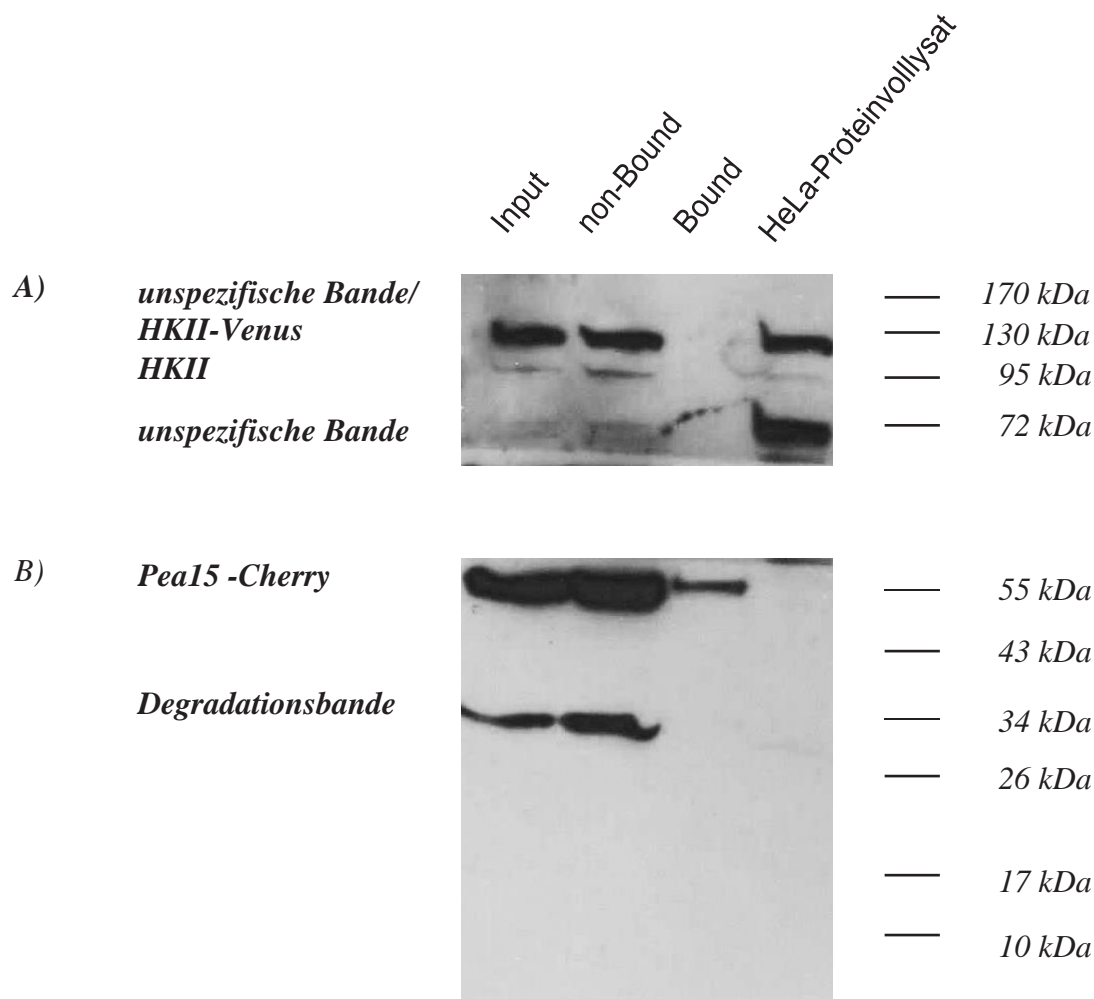 Input
non-Bound
Bound
HeLa-Proteinvolllysat
A)
unspezifische Bande/
HKII-Venus
HKII
unspezifische Bande
170 kDa
130 kDa
95 kDa
72 kDa
B)
Pea15 -Cherry
Degradationsbande
55 kDa
43 kDa
34 kDa
26 kDa
17 kDa
10 kDa